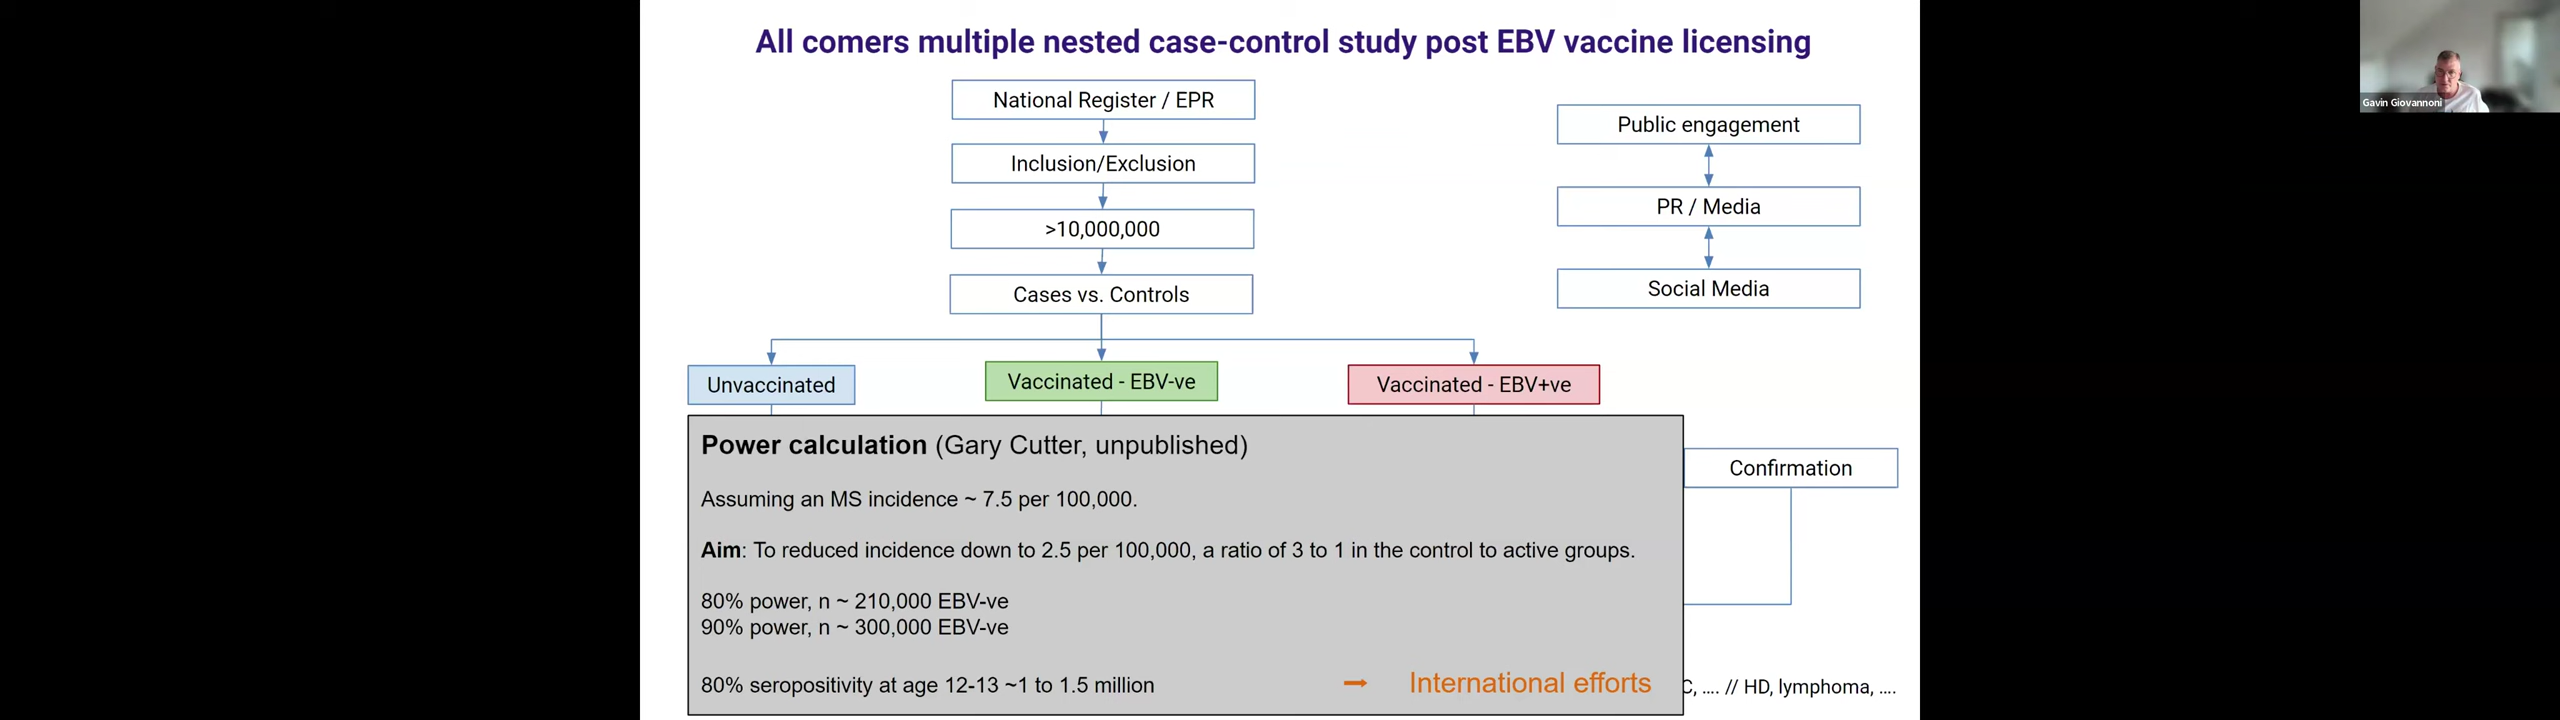 All comers multiple nested case-control study post EBV vaccine licensing
National Register / EPR
Inclusion/Exclusion
>10,000,000
Cases vs. Controls
Public engagement
PR / Media
Social Media
Unvaccinated
Vaccinated - EBV-ve
Vaccinated - EBV+ve
Power calculation (Gary Cutter, unpublished)
Assuming an MS incidence ~ 7.5 per 100,000.
Aim: To reduced incidence down to 2.5 per 100,000, a ratio of 3 to 1 in the control to active groups.
80% power, n ~ 210,000 EBV-ve
90% power, n ~ 300,000 EBV-ve
80% seropositivity at age 12-13 ~1 to 1.5 million
→ International efforts
Confirmation
C, .... // HD, lymphoma, ....
Gavin Giovannoni